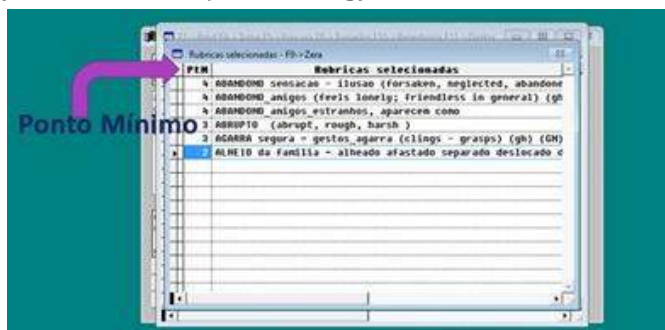 Rubricas selecionadas - F9->Zera
PtM Rubricas selecionadas
4 ABANDONO sensacao - ilusao (forsaken, neglected, abandone
4 ABANDONO_amigos (feels lonely; friendless in general) (gh
4 ABANDONO_amigos_estranhos, aparecem como
Ponto Mínimo
3 ABRUPTO (abrupt, rough, harsh )
3 AGARRA segura - gestos_agarra (clings - grasps) (gh) (GM)
2 ALHEIO da familia - alheado afastado separado deslocado d